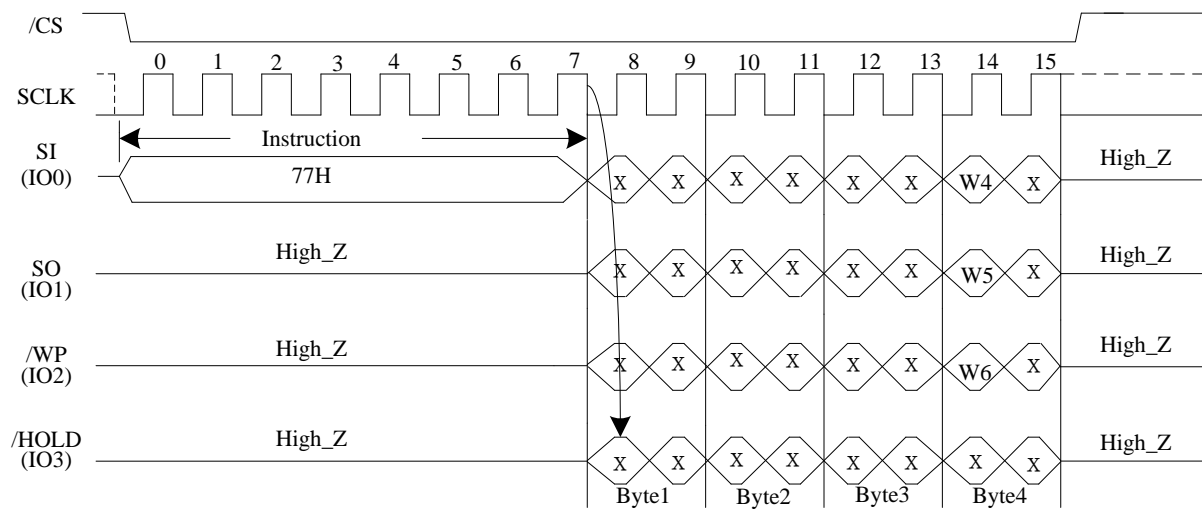 /CS
0 1 2 3 4 5 6 7 8 9 10 11 12 13 14 15
SCLK
Instruction
SI
(IO0)
77H
X X X X X X W4 X
High_Z
SO
(IO1)
High_Z
X X X X X X W5 X
High_Z
/WP
(IO2)
High_Z
X X X X X X W6 X
High_Z
/HOLD
(IO3)
High_Z
X X X X X X X X
High_Z
Byte1 Byte2 Byte3 Byte4